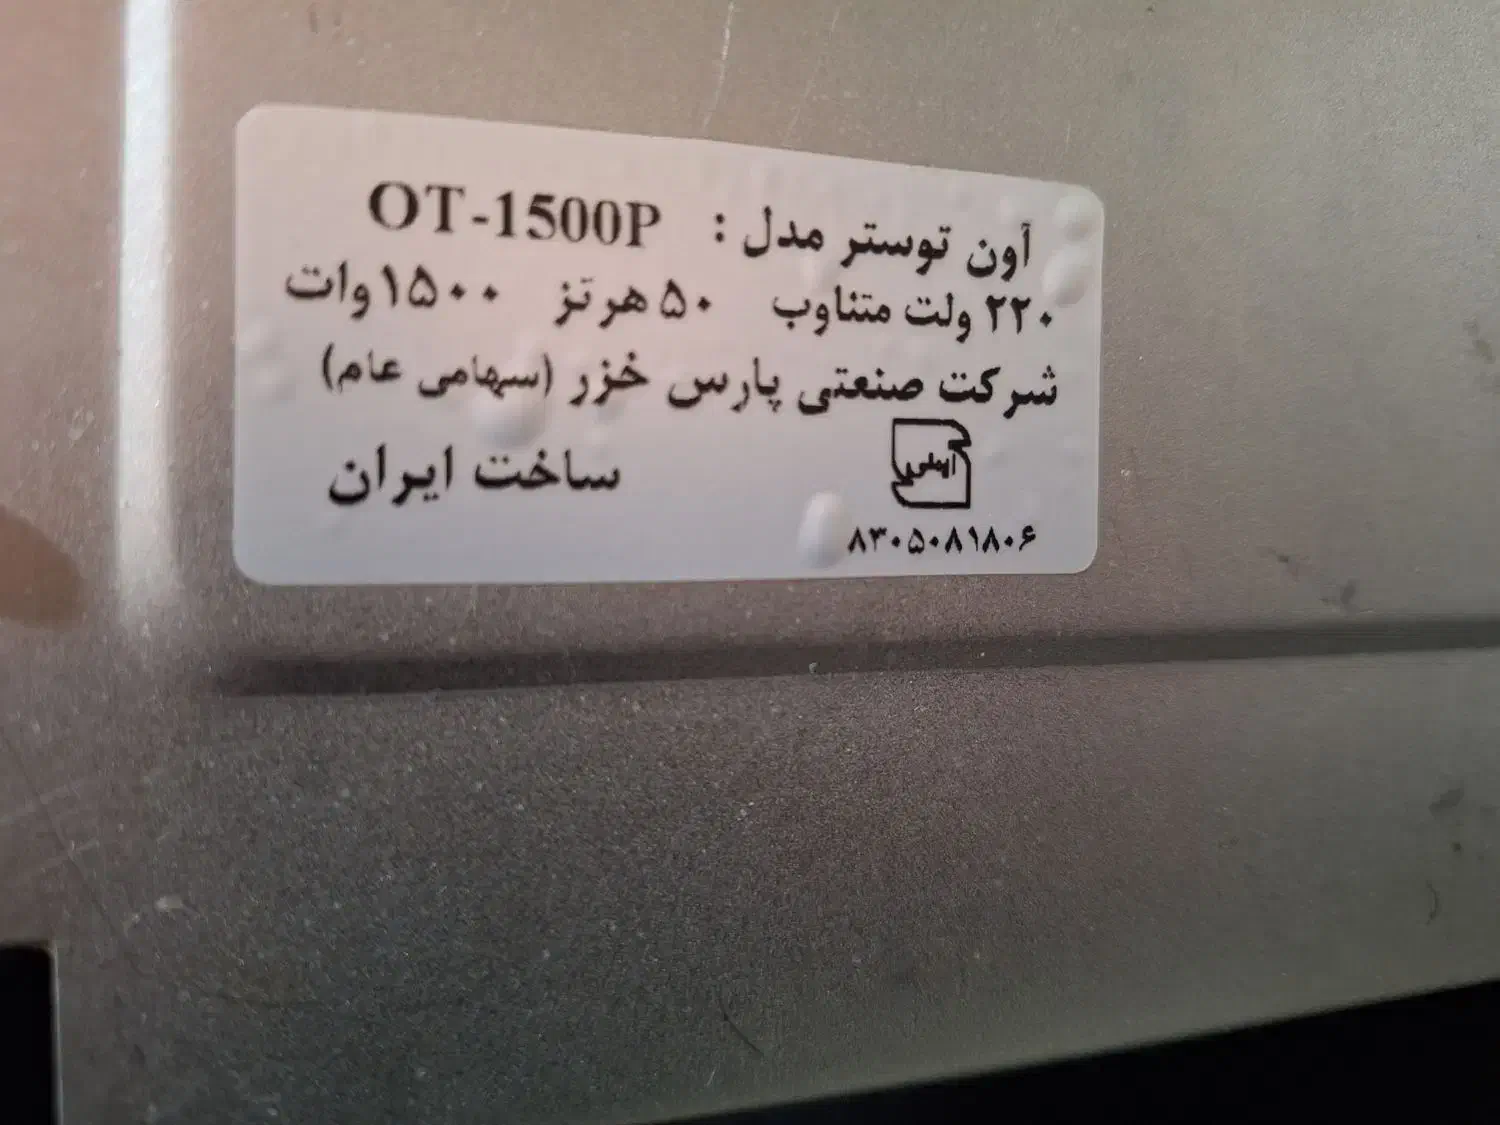 آون توستر مدل : OT-1500P
۲۲۰ ولت متناوب ۵۰ هرتز ۱۵۰۰ وات
شرکت صنعتی پارس خزر (سهامی عام)
ساخت ایران
۸۳۰۵۰۸۱۸۰۶